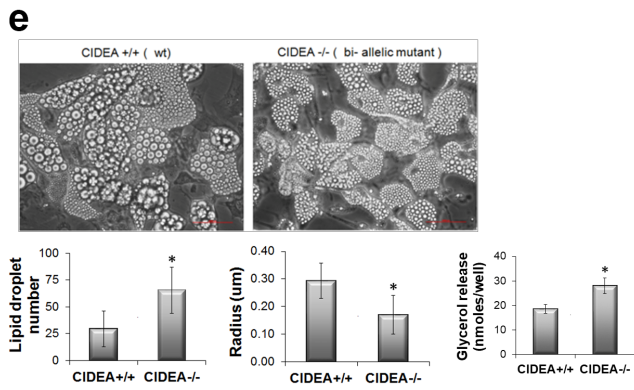 e
CIDEA +/+ ( wt)
CIDEA -/- ( bi- allelic mutant )
Lipid droplet
number
100
75
50
25
0
*
CIDEA+/+ CIDEA-/-
Radius (um)
0.40
0.30
0.20
0.10
0.00
*
CIDEA+/+ CIDEA-/-
Glycerol release
(nmoles/well)
40
30
20
10
0
*
CIDEA+/+ CIDEA-/-